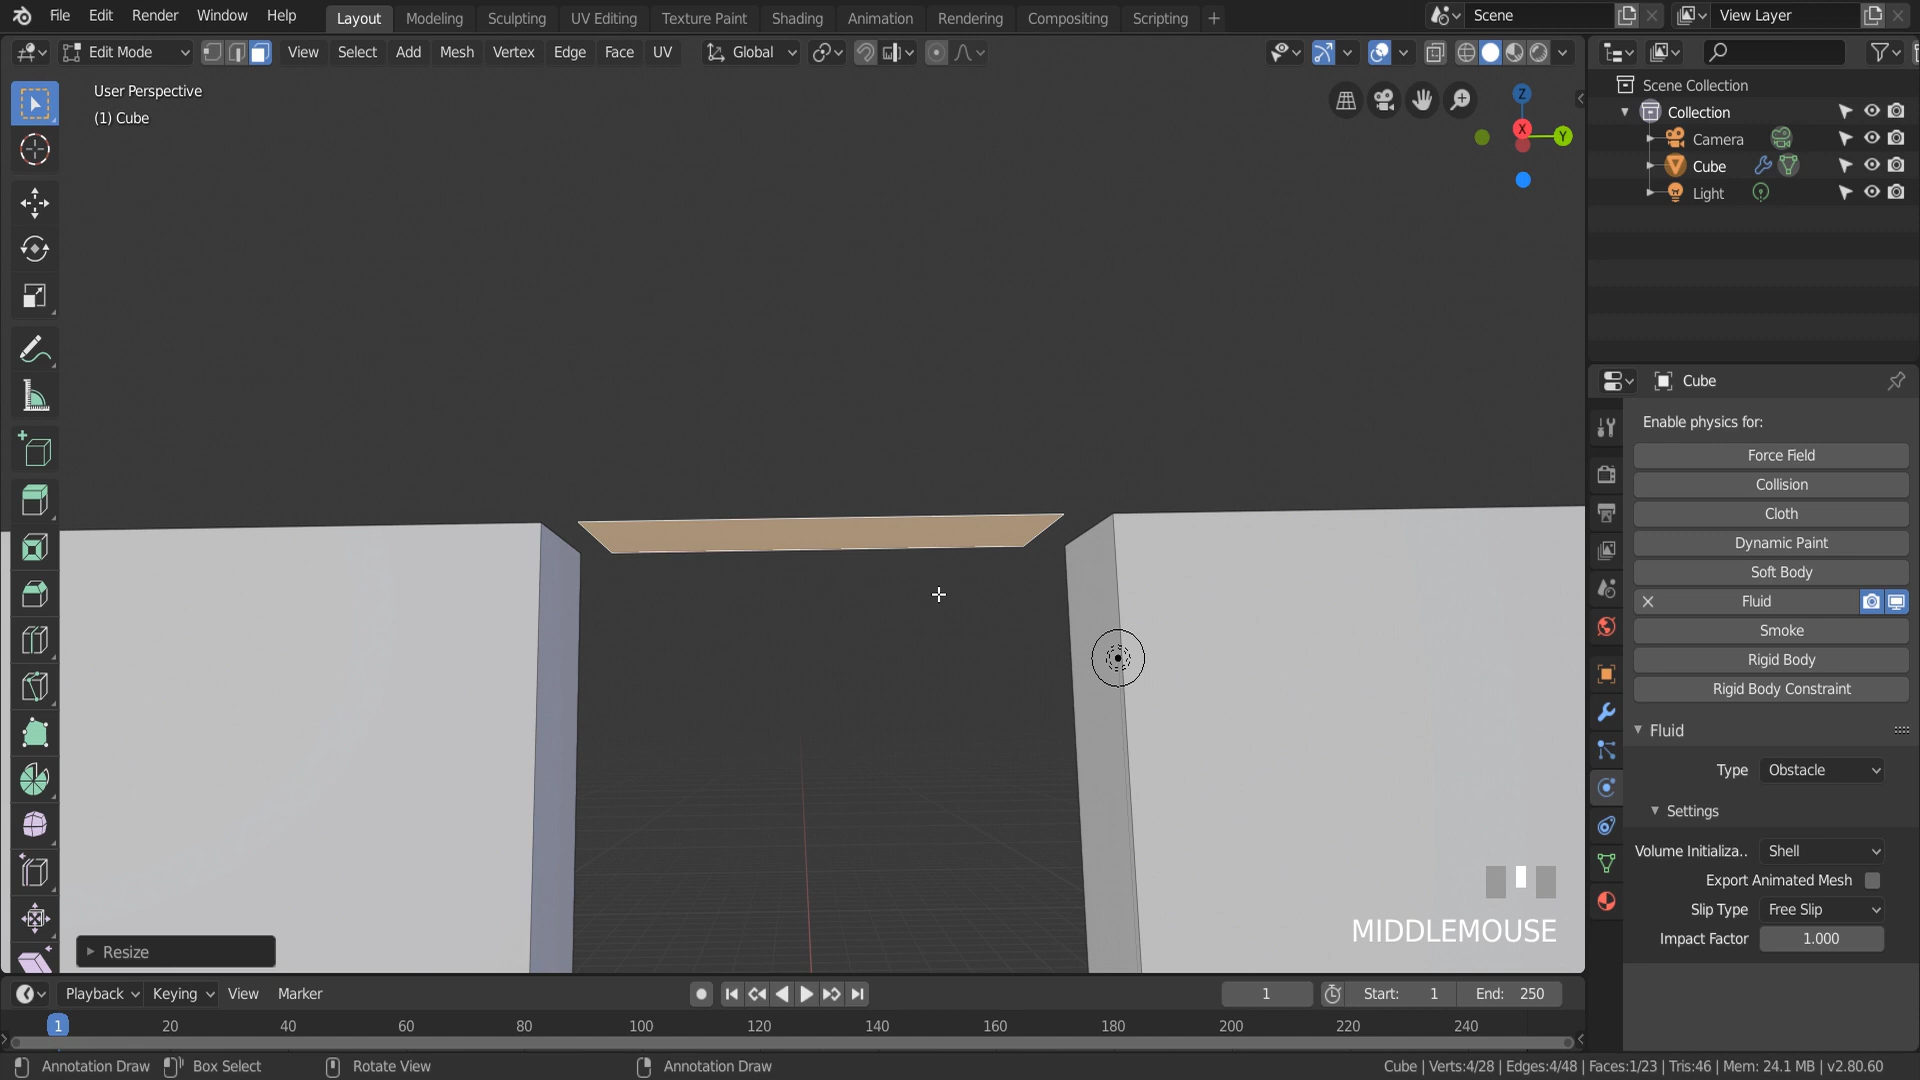 File Edit Render Window Help Layout Modeling Sculpting UV Editing Texture Paint Shading Animation Rendering Compositing Scripting + Scene View Layer
Edit Mode View Select Add Mesh Vertex Edge Face UV Global
User Perspective
(1) Cube
Z
X
Y
Scene Collection
Collection
Camera
Cube
Light
Cube
Enable physics for:
Force Field
Collision
Cloth
Dynamic Paint
Soft Body
Fluid
Smoke
Rigid Body
Rigid Body Constraint
Fluid
Type Obstacle
Settings
Volume Initializa.. Shell
Export Animated Mesh
Slip Type Free Slip
Impact Factor 1.000
MIDDLEMOUSE
Resize
Playback Keying View Marker 1 Start: 1 End: 250
1 20 40 60 80 100 120 140 160 180 200 220 240
Annotation Draw Box Select Rotate View Annotation Draw Cube | Verts:4/28 | Edges:4/48 | Faces:1/23 | Tris:46 | Mem: 24.1 MB | v2.80.60